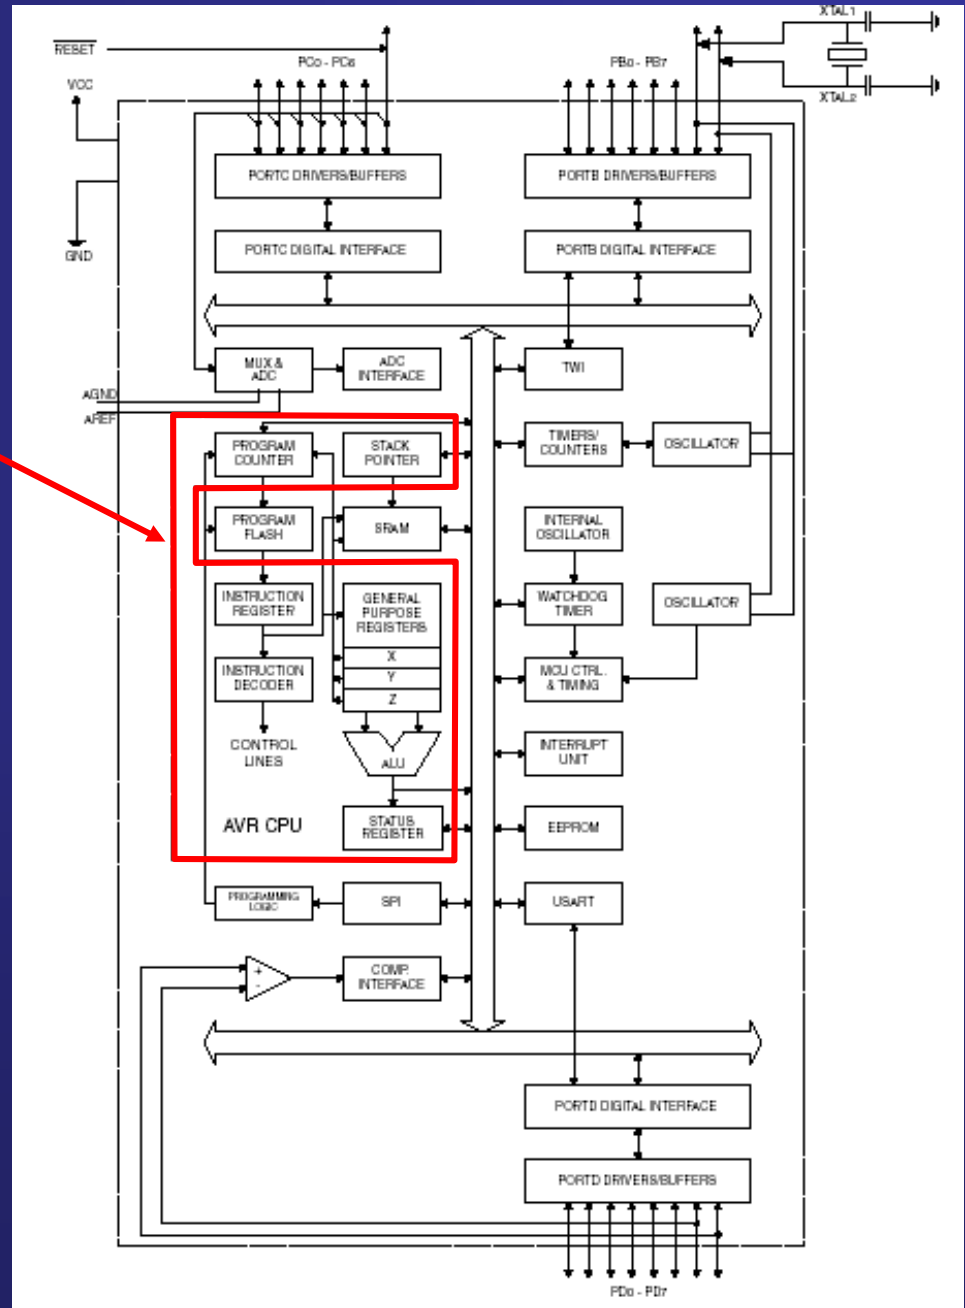 XTAL1
RESET
PC0 - PC6
PB0 - PB7
VCC
XTAL2
PORTC DRIVERS/BUFFERS
PORTB DRIVERS/BUFFERS
GND
PORTC DIGITAL INTERFACE
PORTB DIGITAL INTERFACE
MUX &
ADC
ADC
INTERFACE
TWI
AGND
AREF
PROGRAM
COUNTER
STACK
POINTER
TIMERS/
COUNTERS
OSCILLATOR
PROGRAM
FLASH
SRAM
INTERNAL
OSCILLATOR
INSTRUCTION
REGISTER
GENERAL
PURPOSE
REGISTERS
WATCHDOG
TIMER
OSCILLATOR
X
Y
Z
INSTRUCTION
DECODER
MCU CTRL.
& TIMING
CONTROL
LINES
ALU
INTERRUPT
UNIT
AVR CPU
STATUS
REGISTER
EEPROM
PROGRAMMING
LOGIC
SPI
USART
+
-
COMP.
INTERFACE
PORTD DIGITAL INTERFACE
PORTD DRIVERS/BUFFERS
PD0 - PD7